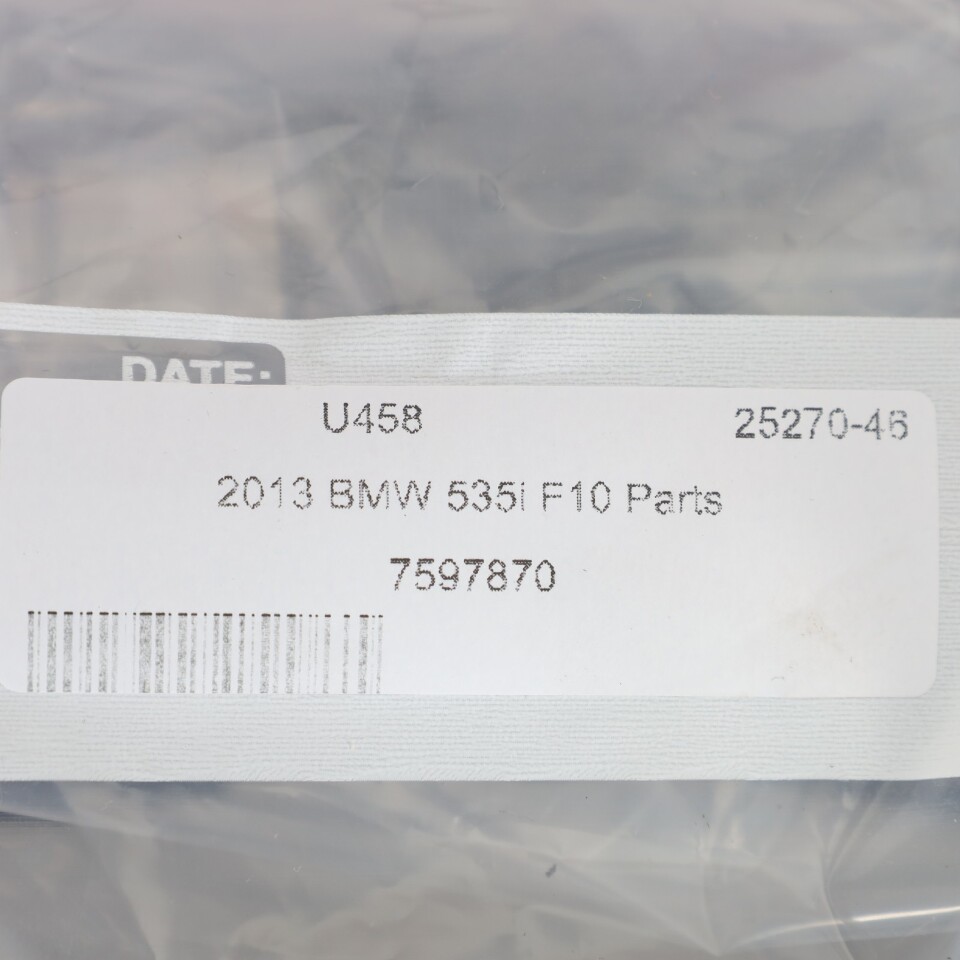 DATE:
U458 25270-46
2013 BMW 535i F10 Parts
7597870